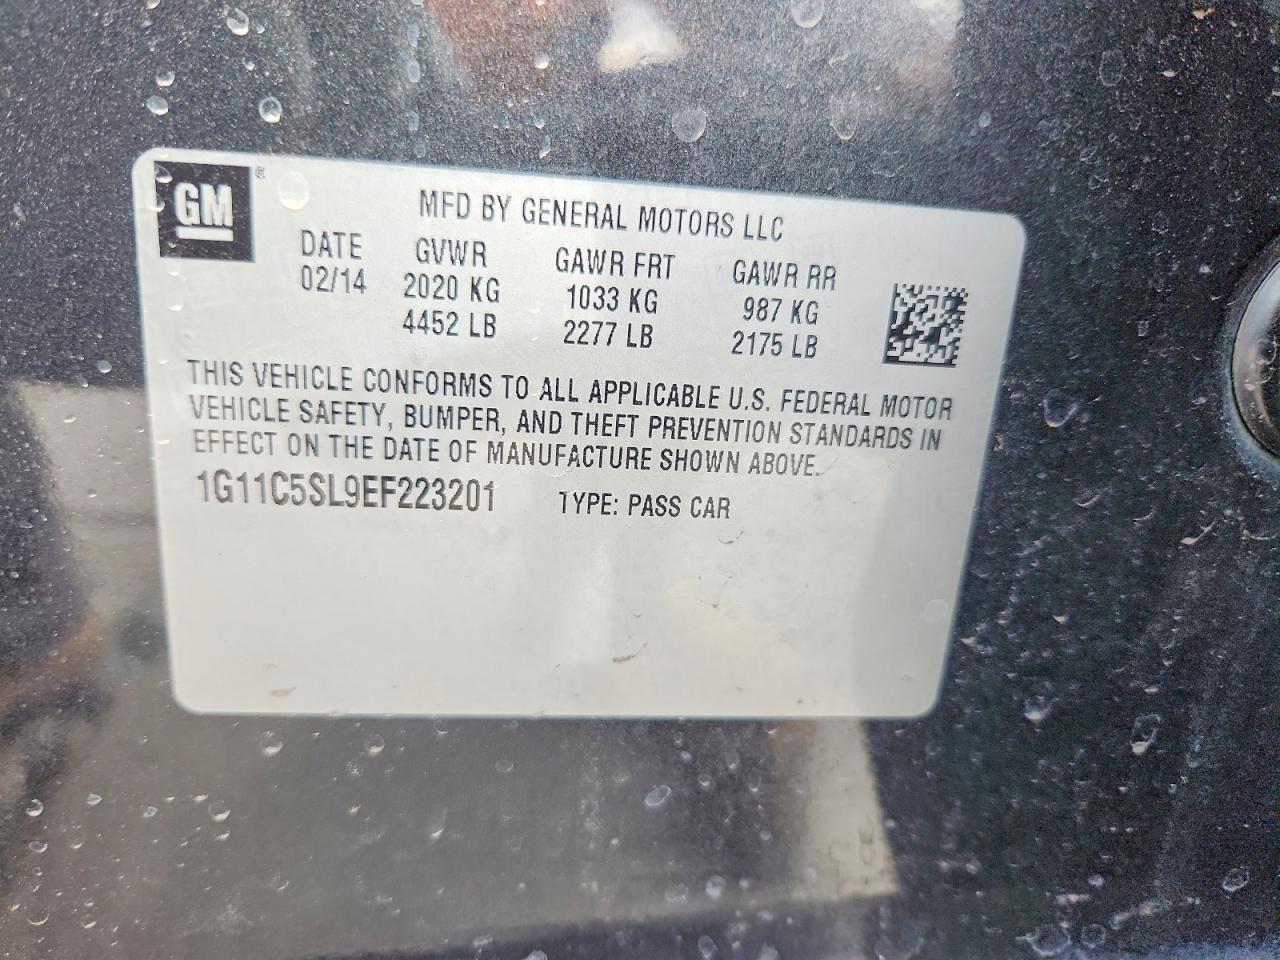 GM ®
MFD BY GENERAL MOTORS LLC
DATE GVWR GAWR FRT GAWR RR
02/14 2020 KG 1033 KG 987 KG
4452 LB 2277 LB 2175 LB
THIS VEHICLE CONFORMS TO ALL APPLICABLE U.S. FEDERAL MOTOR
VEHICLE SAFETY, BUMPER, AND THEFT PREVENTION STANDARDS IN
EFFECT ON THE DATE OF MANUFACTURE SHOWN ABOVE.
1G11C5SL9EF223201 TYPE: PASS CAR